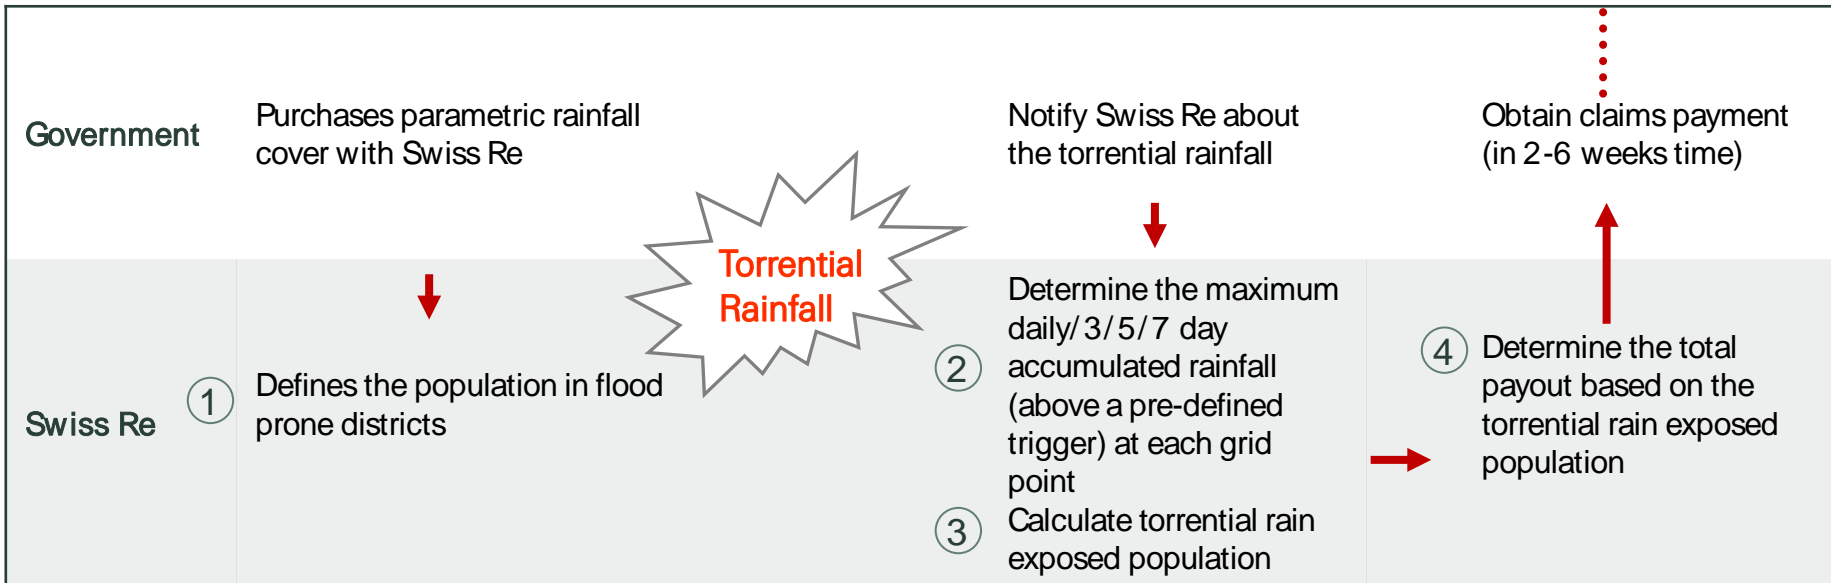 Government
Purchases parametric rainfall
cover with Swiss Re
Notify Swiss Re about
the torrential rainfall
Obtain claims payment
(in 2-6 weeks time)
Torrential
Rainfall
Swiss Re
1
Defines the population in flood
prone districts
2
Determine the maximum
daily/3/5/7 day
accumulated rainfall
(above a pre-defined
trigger) at each grid
point
3
Calculate torrential rain
exposed population
4
Determine the total
payout based on the
torrential rain exposed
population